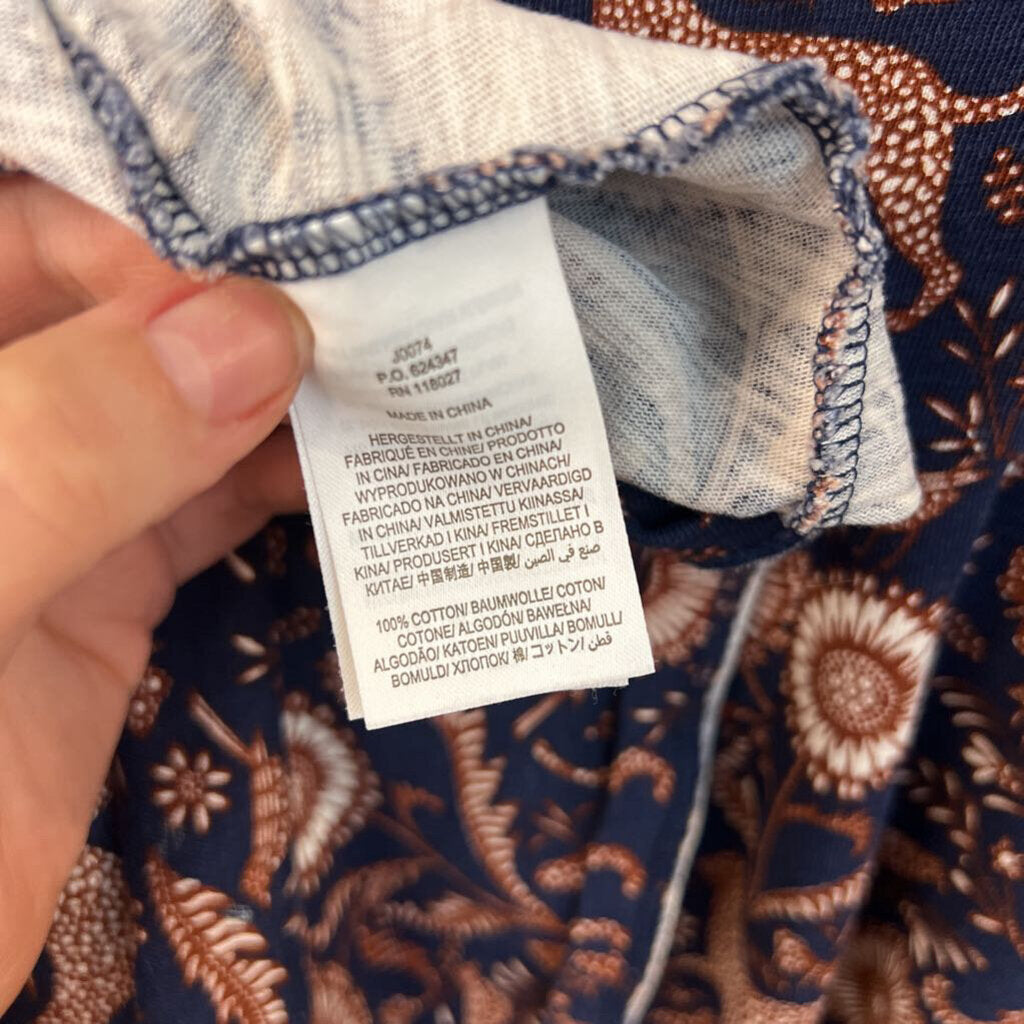 J0074
P.O. 624347
RN 118027
MADE IN CHINA
HERGESTELLT IN CHINA/
FABRIQUÉ EN CHINE/ PRODOTTO
IN CINA/ FABRICADO EN CHINA/
WYPRODUKOWANO W CHINACH/
FABRICADO NA CHINA/ VERVAARDIGD
IN CHINA/ VALMISTETTU KIINASSA/
TILLVERKAD I KINA/ FREMSTILLET I
KINA/ PRODUSERT I KINA/ СДЕЛАНО В
КИТАЕ/ 中国制造/ 中国製/ صنع في الصين
100% COTTON/ BAUMWOLLE/ COTON/
COTONE/ ALGODÓN/ BAWEŁNA/
ALGODÃO/ KATOEN/ PUUVILLA/ BOMULL/
BOMULD/ ХЛОПОК/ 棉/ コットン/ قطن